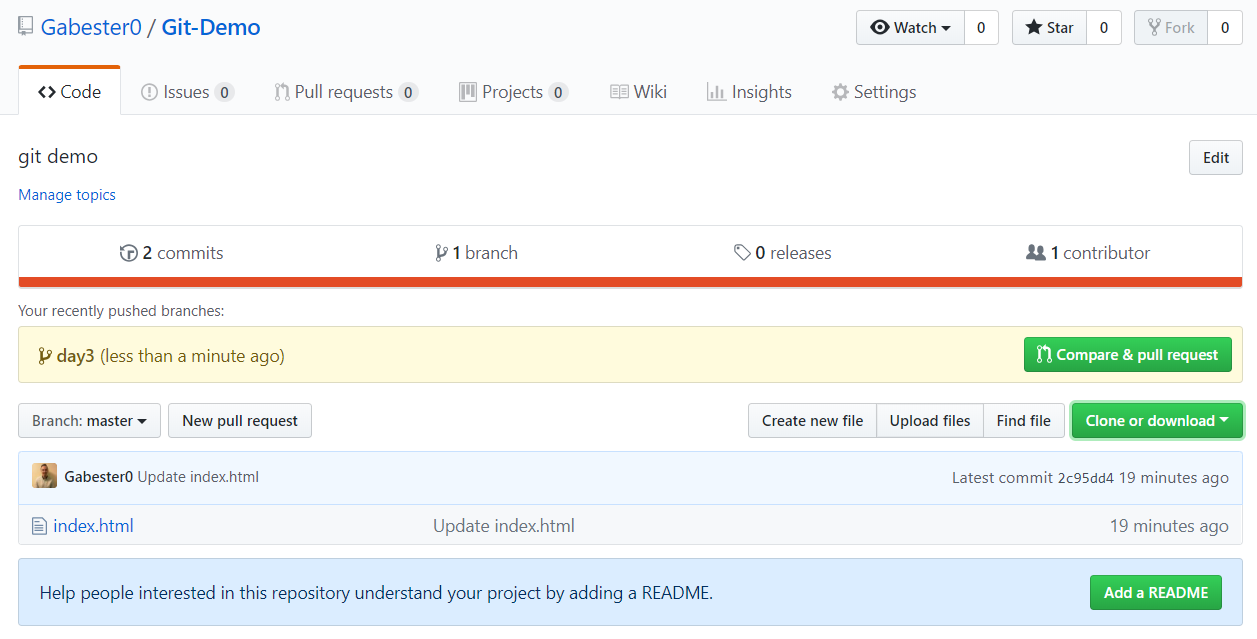 Gabester0 / Git-Demo Watch 0 Star 0 Fork 0
Code Issues 0 Pull requests 0 Projects 0 Wiki Insights Settings
git demo Edit
Manage topics
2 commits 1 branch 0 releases 1 contributor
Your recently pushed branches:
day3 (less than a minute ago) Compare & pull request
Branch: master New pull request Create new file Upload files Find file Clone or download
Gabester0 Update index.html Latest commit 2c95dd4 19 minutes ago
index.html Update index.html 19 minutes ago
Help people interested in this repository understand your project by adding a README. Add a README